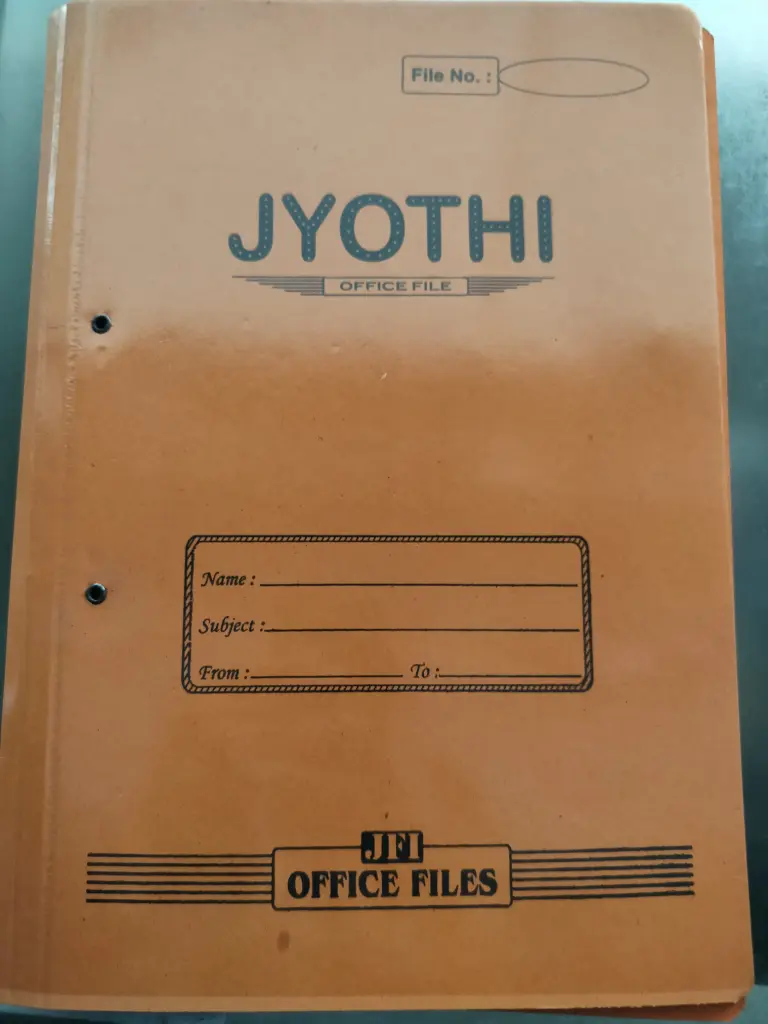 File No. :
JYOTHI
OFFICE FILE
Name :
Subject :
From : To :
JFI
OFFICE FILES